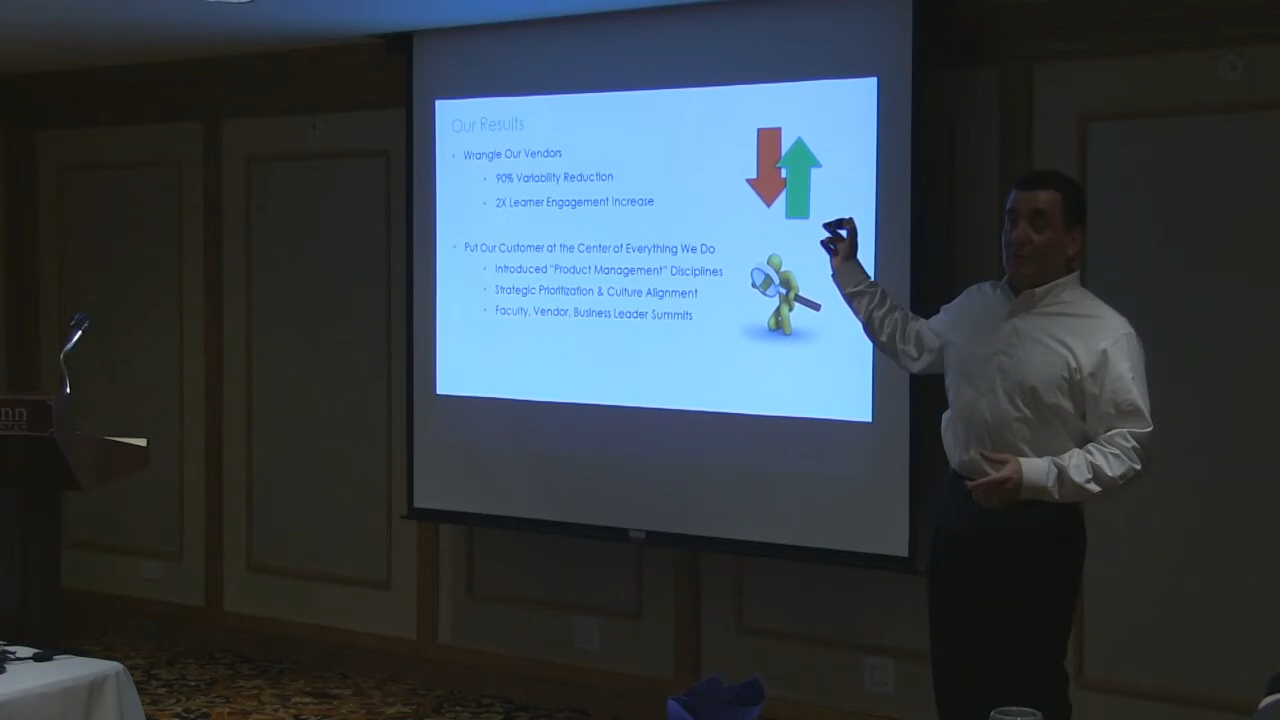 Our Results
• Wrangle Our Vendors
• 90% Variability Reduction
• 2X Learner Engagement Increase
• Put Our Customer at the Center of Everything We Do
• Introduced "Product Management" Disciplines
• Strategic Prioritization & Culture Alignment
• Faculty, Vendor, Business Leader Summits
nn